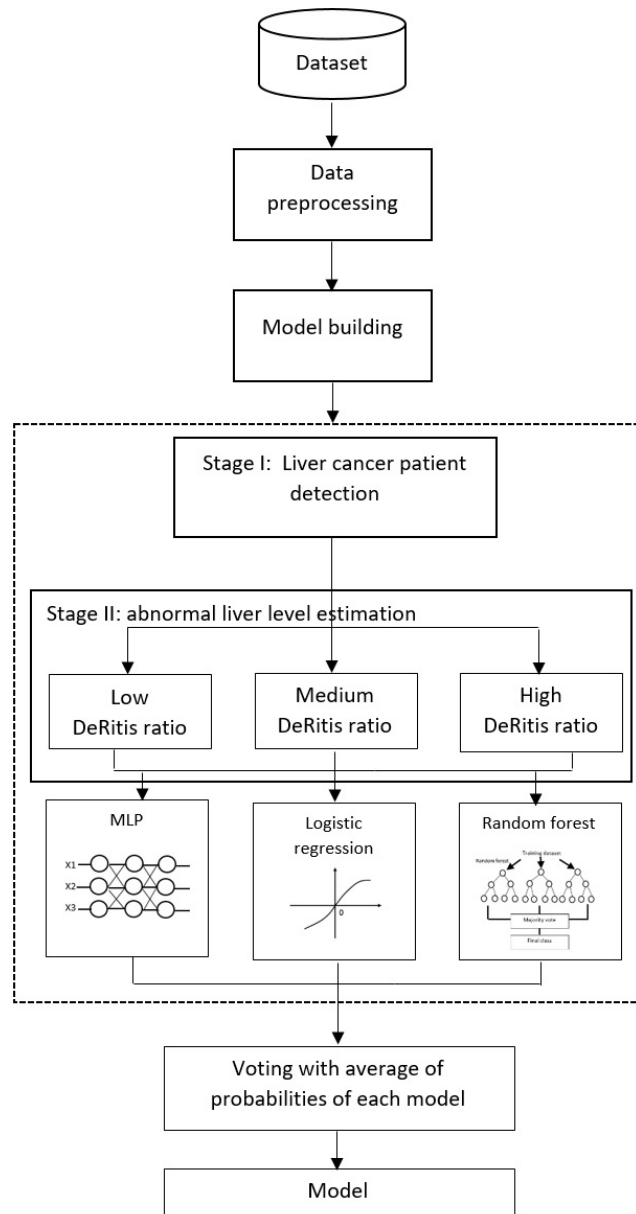 Dataset
Data
preprocessing
Model building
Stage I:  Liver cancer patient
detection
Stage II: abnormal liver level estimation
Low
DeRitis ratio
Medium
DeRitis ratio
High
DeRitis ratio
MLP
X1
X2
X3
Logistic
regression
0
Random forest
Training dataset
Random forest
Majority vote
Final class
Voting with average of
probabilities of each model
Model